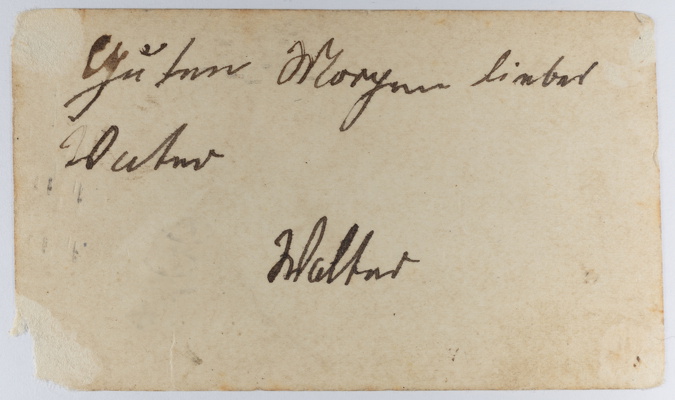 Guten Morgen lieber
Vater
Walter